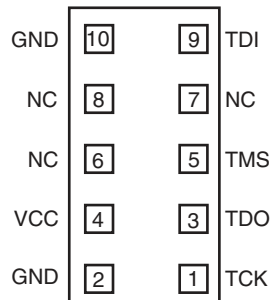 GND 10 9 TDI
NC 8 7 NC
NC 6 5 TMS
VCC 4 3 TDO
GND 2 1 TCK